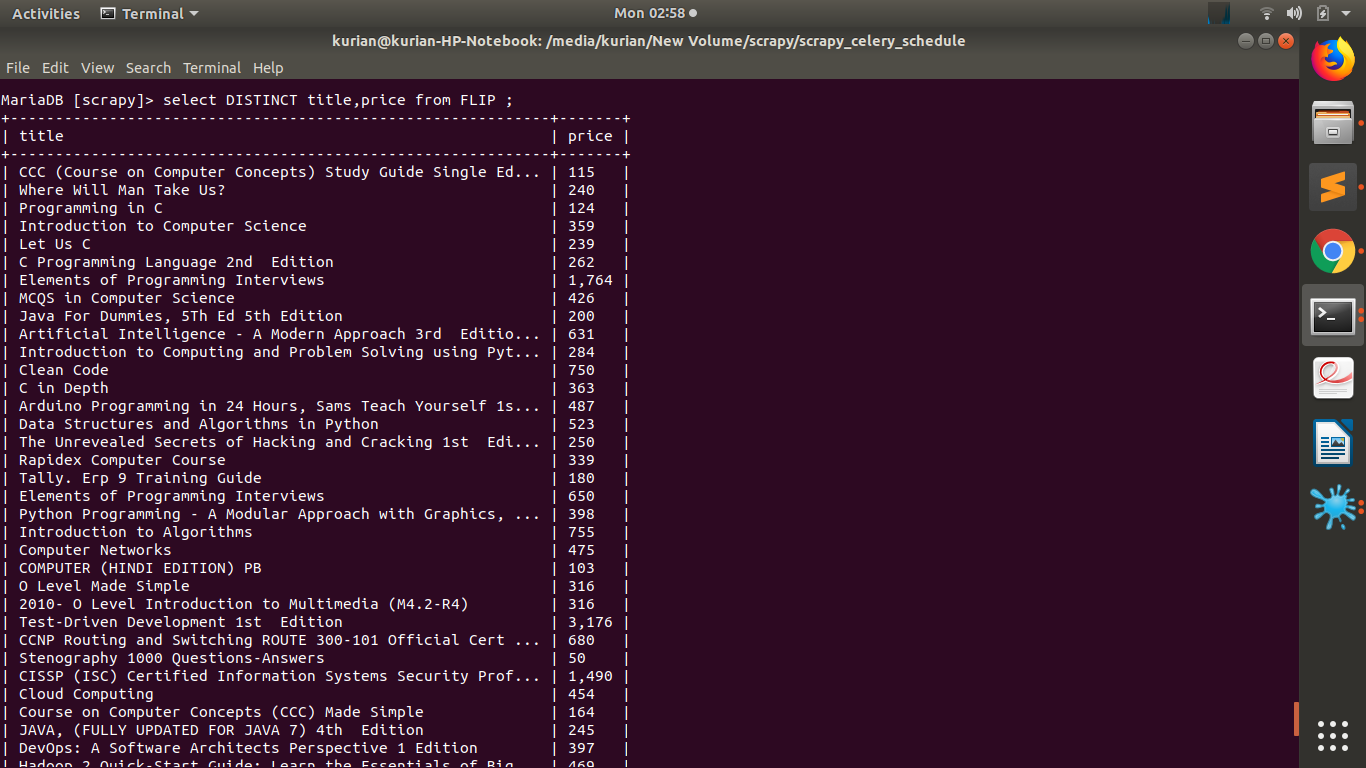 Activities Terminal Mon 02:58
kurian@kurian-HP-Notebook: /media/kurian/New Volume/scrapy/scrapy_celery_schedule
File Edit View Search Terminal Help
MariaDB [scrapy]> select DISTINCT title,price from FLIP ;
+------------------------------------------------------------+-------+
| title | price |
+------------------------------------------------------------+-------+
| CCC (Course on Computer Concepts) Study Guide Single Ed... | 115 |
| Where Will Man Take Us? | 240 |
| Programming in C | 124 |
| Introduction to Computer Science | 359 |
| Let Us C | 239 |
| C Programming Language 2nd  Edition | 262 |
| Elements of Programming Interviews | 1,764 |
| MCQS in Computer Science | 426 |
| Java For Dummies, 5Th Ed 5th Edition | 200 |
| Artificial Intelligence - A Modern Approach 3rd  Editio... | 631 |
| Introduction to Computing and Problem Solving using Pyt... | 284 |
| Clean Code | 750 |
| C in Depth | 363 |
| Arduino Programming in 24 Hours, Sams Teach Yourself 1s... | 487 |
| Data Structures and Algorithms in Python | 523 |
| The Unrevealed Secrets of Hacking and Cracking 1st  Edi... | 250 |
| Rapidex Computer Course | 339 |
| Tally. Erp 9 Training Guide | 180 |
| Elements of Programming Interviews | 650 |
| Python Programming - A Modular Approach with Graphics, ... | 398 |
| Introduction to Algorithms | 755 |
| Computer Networks | 475 |
| COMPUTER (HINDI EDITION) PB | 103 |
| O Level Made Simple | 316 |
| 2010- O Level Introduction to Multimedia (M4.2-R4) | 316 |
| Test-Driven Development 1st  Edition | 3,176 |
| CCNP Routing and Switching ROUTE 300-101 Official Cert ... | 680 |
| Stenography 1000 Questions-Answers | 50 |
| CISSP (ISC) Certified Information Systems Security Prof... | 1,490 |
| Cloud Computing | 454 |
| Course on Computer Concepts (CCC) Made Simple | 164 |
| JAVA, (FULLY UPDATED FOR JAVA 7) 4th  Edition | 245 |
| DevOps: A Software Architects Perspective 1 Edition | 397 |
| Hadoop 2 Quick-Start Guide: Learn the Essentials of Big... | 469 |